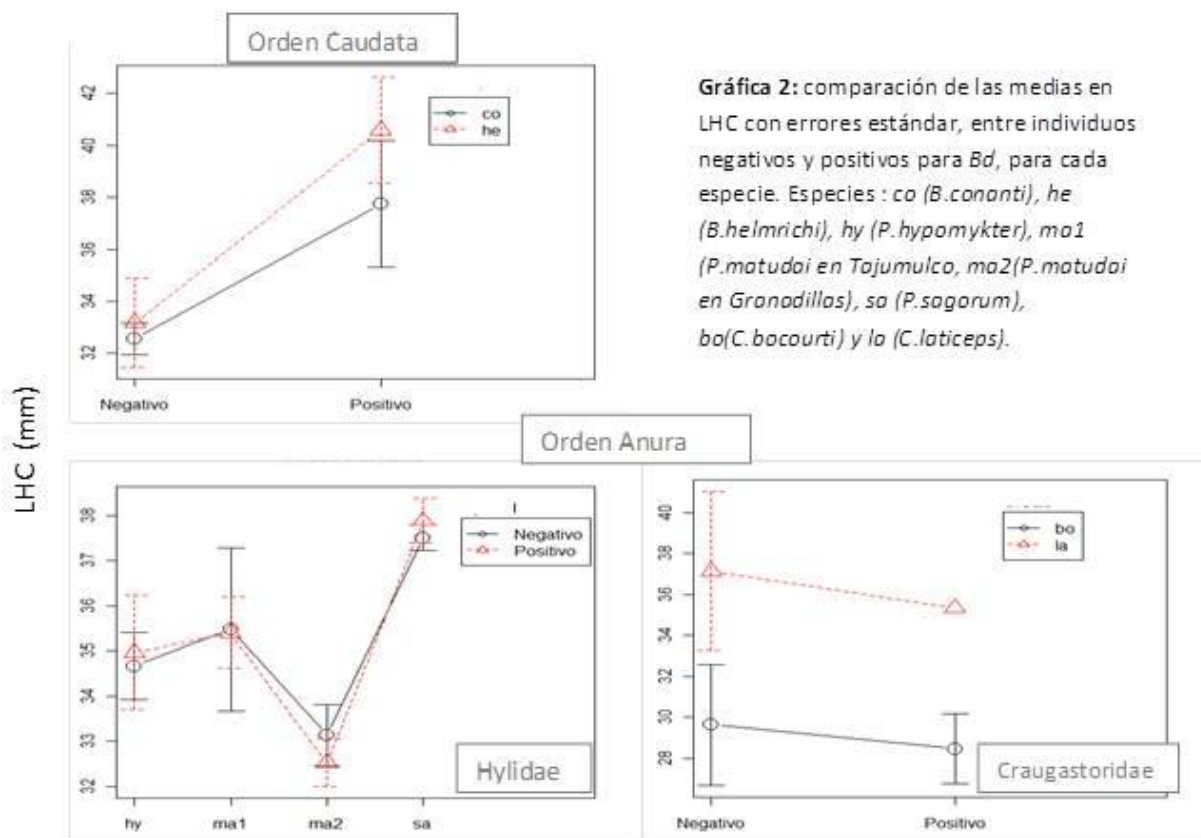 Orden Caudata
42
40
38
36
34
32
co
he
Negativo
Positivo
Gráfica 2: comparación de las medias en
LHC con errores estándar, entre individuos
negativos y positivos para Bd, para cada
especie. Especies : co (B.conanti), he
(B.helmrichi), hy (P.hypomykter), ma1
(P.matudai en Tajumulco, ma2(P.matudai
en Granadillas), sa (P.sagorum),
bo(C.bocourti) y la (C.laticeps).
LHC (mm)
Orden Anura
38
37
36
35
34
33
32
Negativo
Positivo
Hylidae
hy
ma1
ma2
sa
40
38
36
34
32
30
28
bo
la
Craugastoridae
Negativo
Positivo